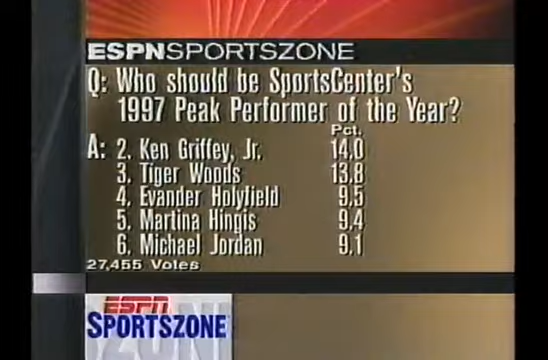 ESPNSPORTSZONE
Q: Who should be SportsCenter's
1997 Peak Performer of the Year?
Pct.
A: 2. Ken Griffey, Jr. 14.0
3. Tiger Woods 13.8
4. Evander Holyfield 9.5
5. Martina Hingis 9.4
6. Michael Jordan 9.1
27,455 Votes
ESPN
SPORTSZONE
ZON